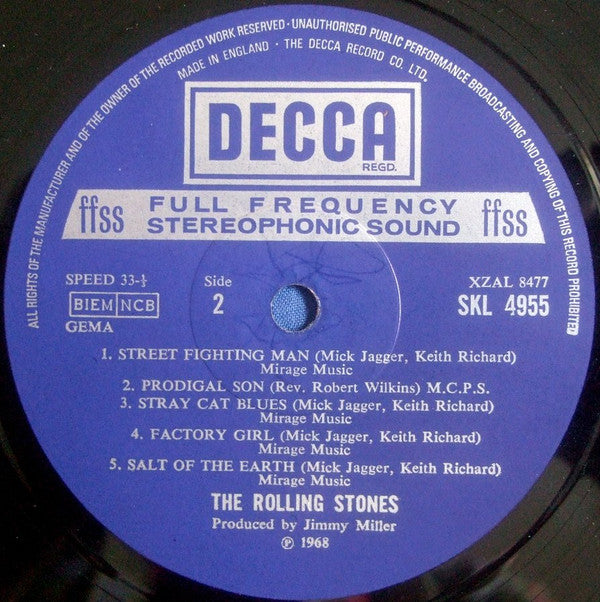 ALL RIGHTS OF THE MANUFACTURER AND OF THE OWNER OF THE RECORDED WORK RESERVED · UNAUTHORISED PUBLIC PERFORMANCE BROADCASTING AND COPYING OF THIS RECORD PROHIBITED
MADE IN ENGLAND · THE DECCA RECORD CO. LTD.
DECCA
REGD.
ffss FULL FREQUENCY STEREOPHONIC SOUND ffss
SPEED 33-⅓ Side XZAL 8477
BIEM NCB 2 SKL 4955
GEMA
1. STREET FIGHTING MAN (Mick Jagger, Keith Richard)
Mirage Music
2. PRODIGAL SON (Rev. Robert Wilkins) M.C.P.S.
3. STRAY CAT BLUES (Mick Jagger, Keith Richard)
Mirage Music
4. FACTORY GIRL (Mick Jagger, Keith Richard)
Mirage Music
5. SALT OF THE EARTH (Mick Jagger, Keith Richard)
Mirage Music
THE ROLLING STONES
Produced by Jimmy Miller
℗ 1968